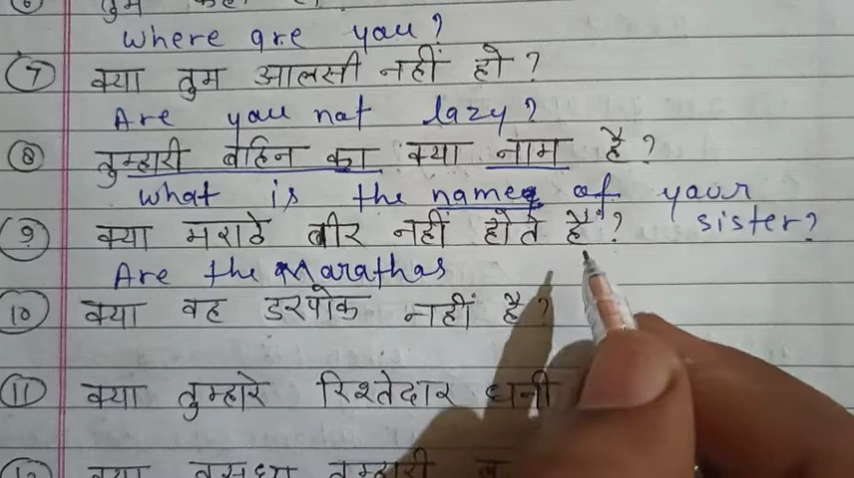 6 तुम
where are you?
7 क्या तुम आलसी नहीं हो?
Are you not lazy?
8 तुम्हारी बहिन का क्या नाम है?
what is the name of your sister?
9 क्या मराठे वीर नहीं होते हैं?
Are the Marathas
10 क्या वह डरपोक नहीं है?
11 क्या तुम्हारे रिश्तेदार धनी
क्या तुम्हारी